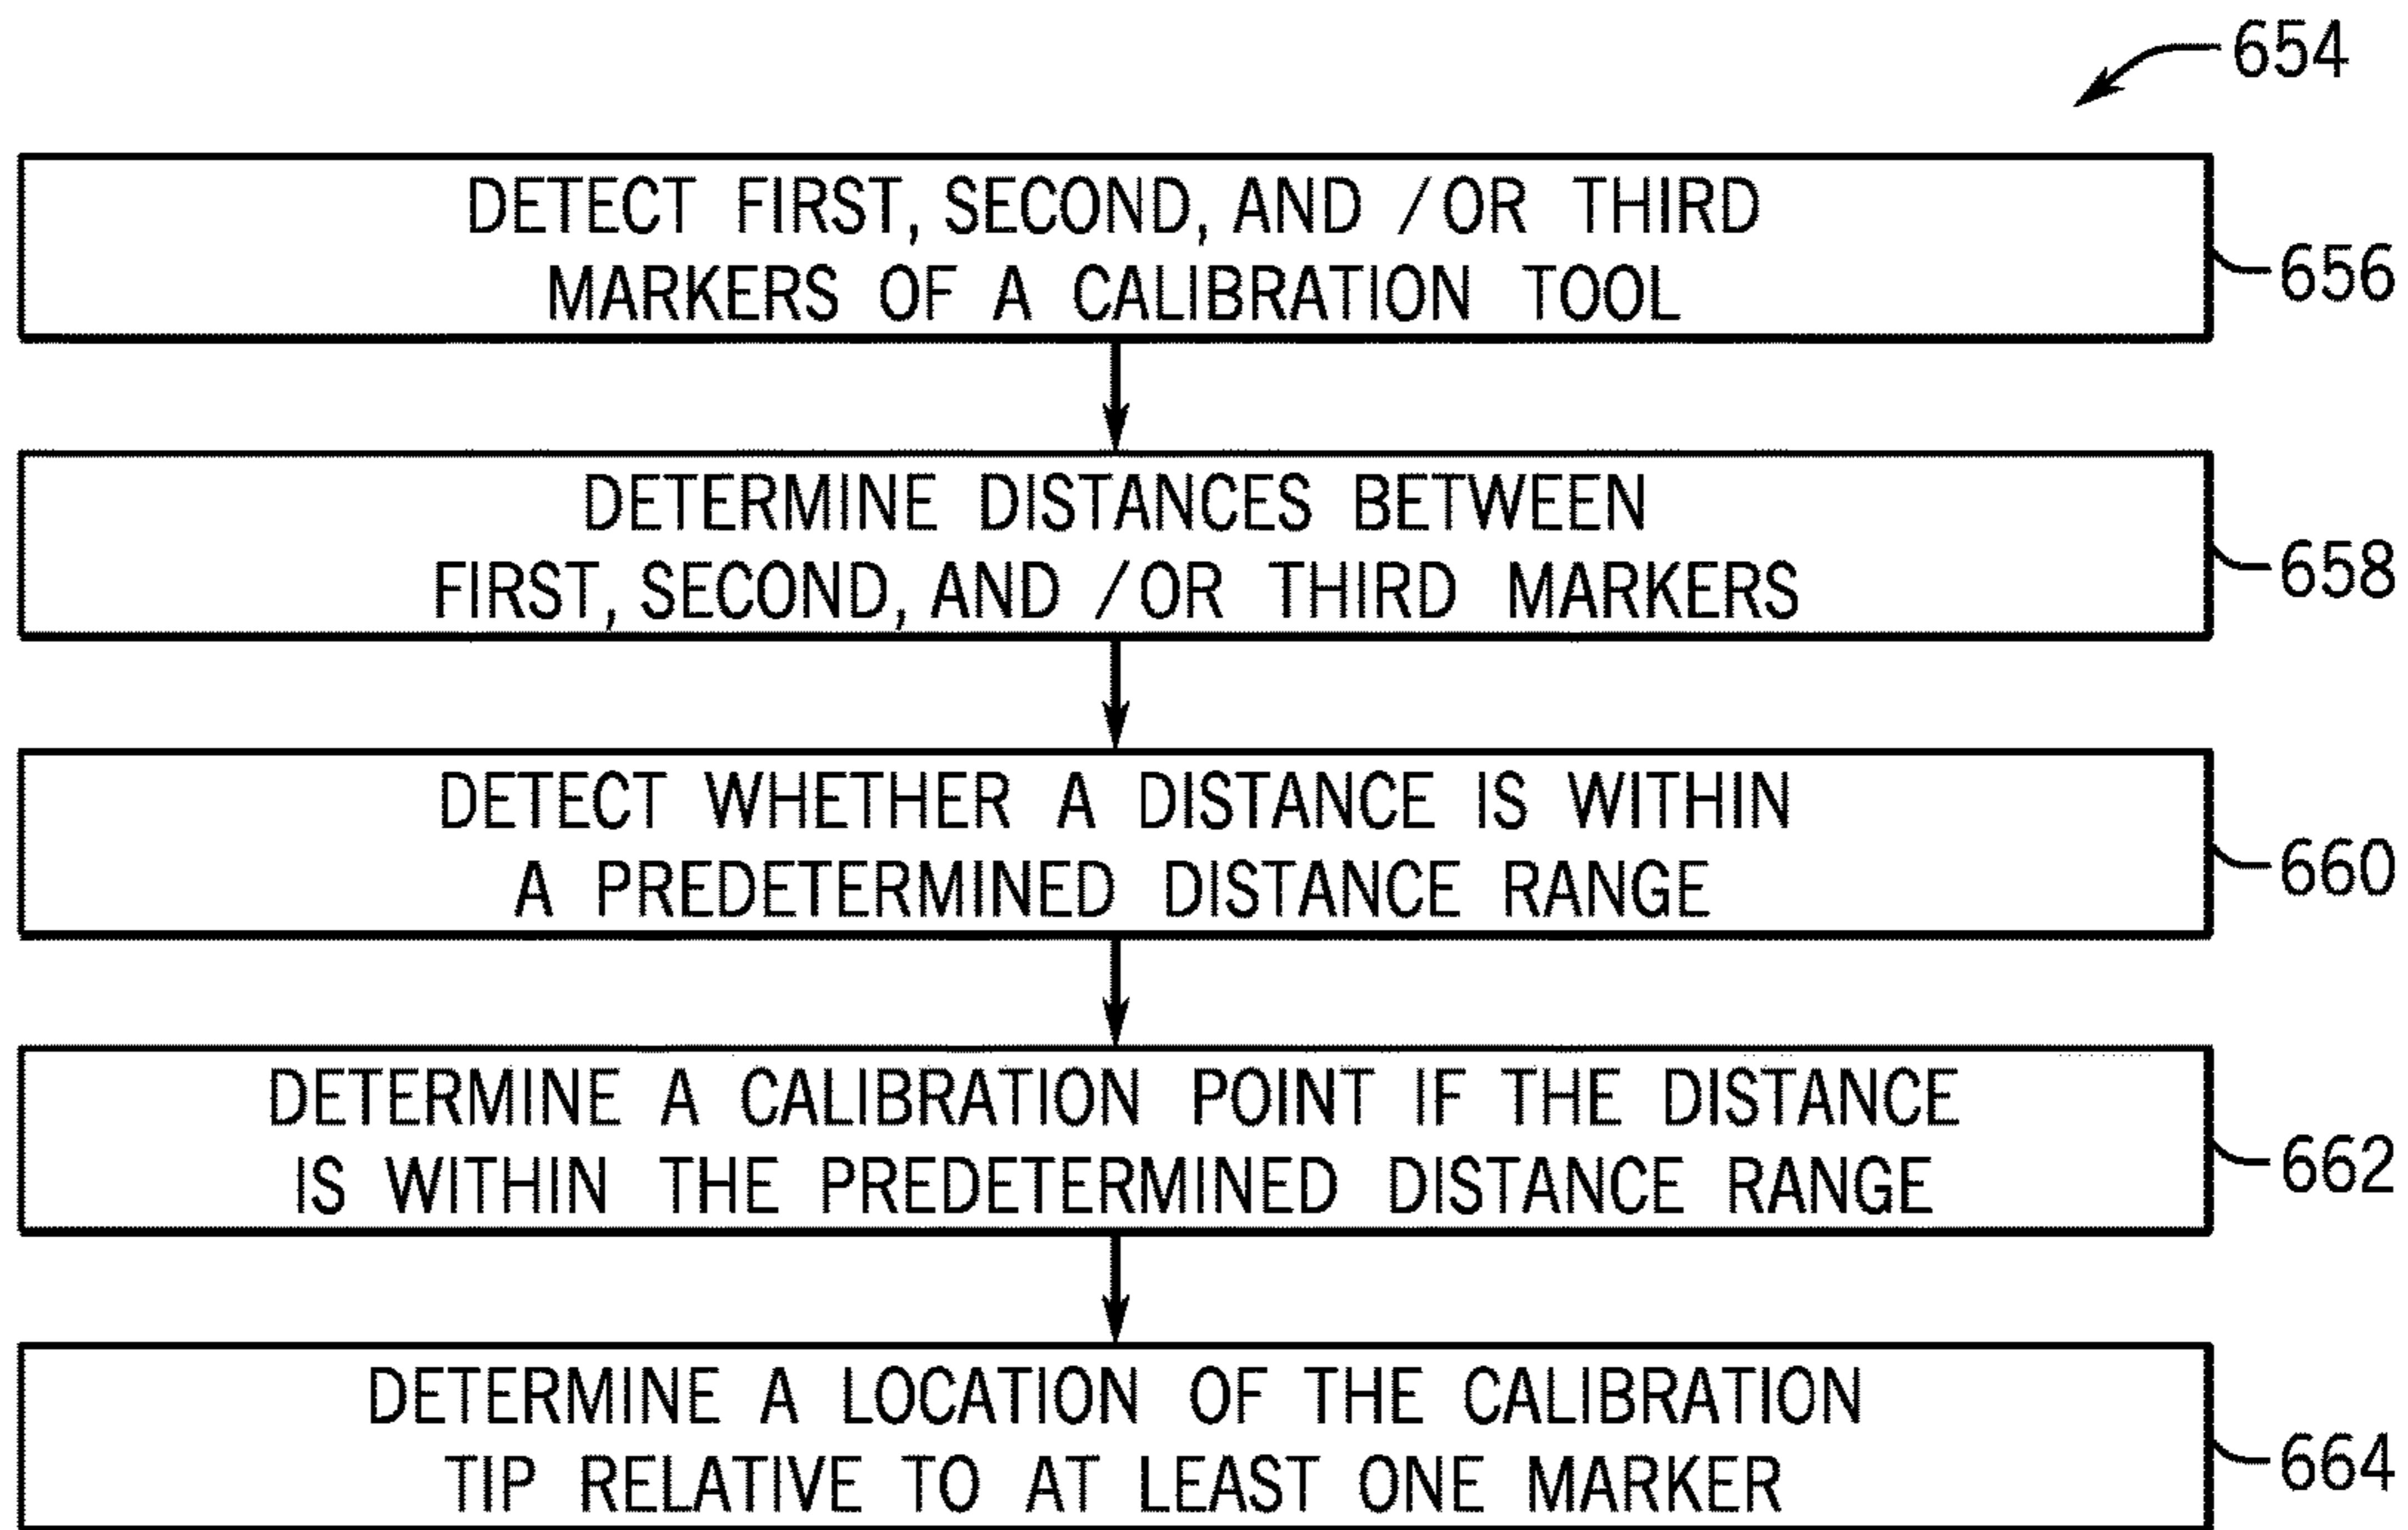 654
DETECT FIRST, SECOND, AND /OR THIRD
MARKERS OF A CALIBRATION TOOL
656
DETERMINE DISTANCES BETWEEN
FIRST, SECOND, AND /OR THIRD MARKERS
658
DETECT WHETHER A DISTANCE IS WITHIN
A PREDETERMINED DISTANCE RANGE
660
DETERMINE A CALIBRATION POINT IF THE DISTANCE
IS WITHIN THE PREDETERMINED DISTANCE RANGE
662
DETERMINE A LOCATION OF THE CALIBRATION
TIP RELATIVE TO AT LEAST ONE MARKER
664